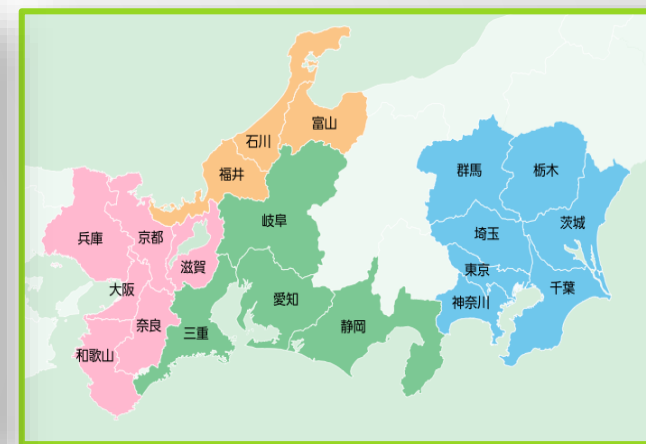 石川
富山
福井
群馬
栃木
兵庫
京都
岐阜
茨城
埼玉
滋賀
東京
大阪
愛知
神奈川
千葉
奈良
三重
静岡
和歌山